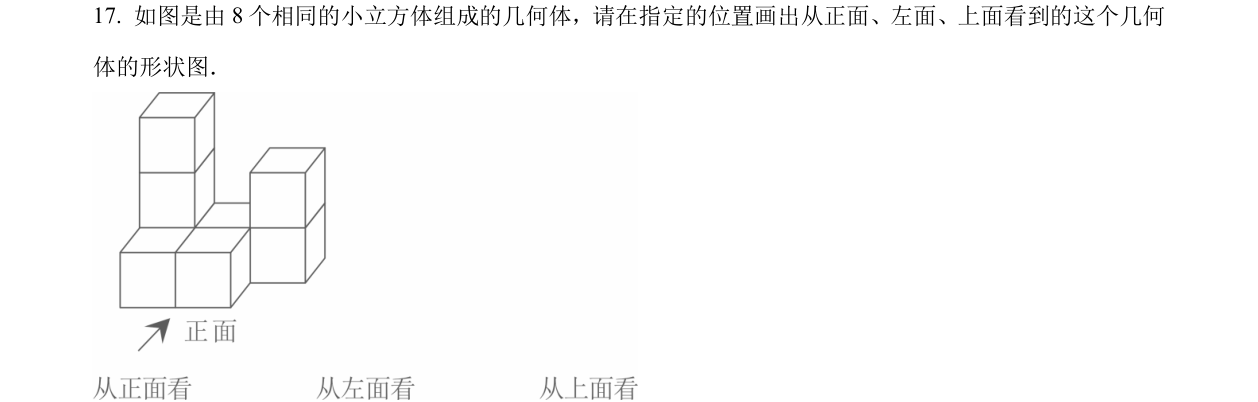 17. 如图是由 8 个相同的小立方体组成的几何体，请在指定的位置画出从正面、左面、上面看到的这个几何
体的形状图．
正面
从正面看 从左面看 从上面看